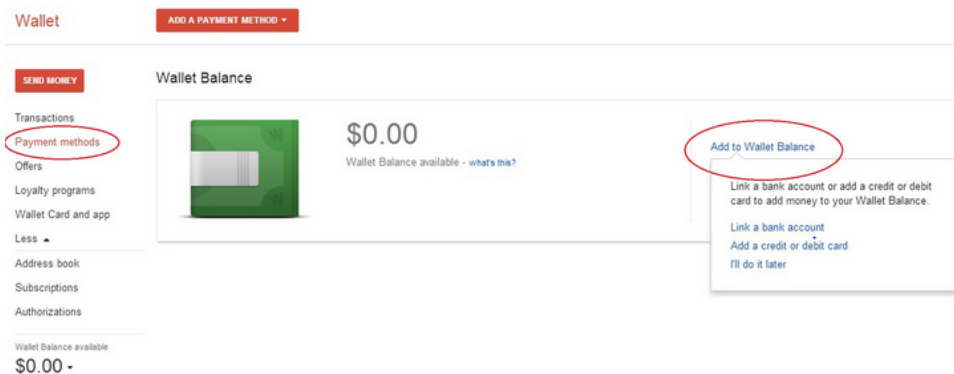 Wallet
ADD A PAYMENT METHOD
SEND MONEY
Transactions
Payment methods
Offers
Loyalty programs
Wallet Card and app
Less
Address book
Subscriptions
Authorizations
Wallet Balance available
$0.00
Wallet Balance
$0.00
Wallet Balance available - what's this?
Add to Wallet Balance
Link a bank account or add a credit or debit
card to add money to your Wallet Balance.
Link a bank account
Add a credit or debit card
I'll do it later